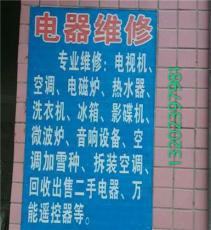 电器维修
专业维修：电视机、
空调、电磁炉、热水器、
洗衣机、冰箱、影碟机、
微波炉、音响设备、空
调加雪种、拆装空调、
回收出售二手电器、万
能遥控器等。